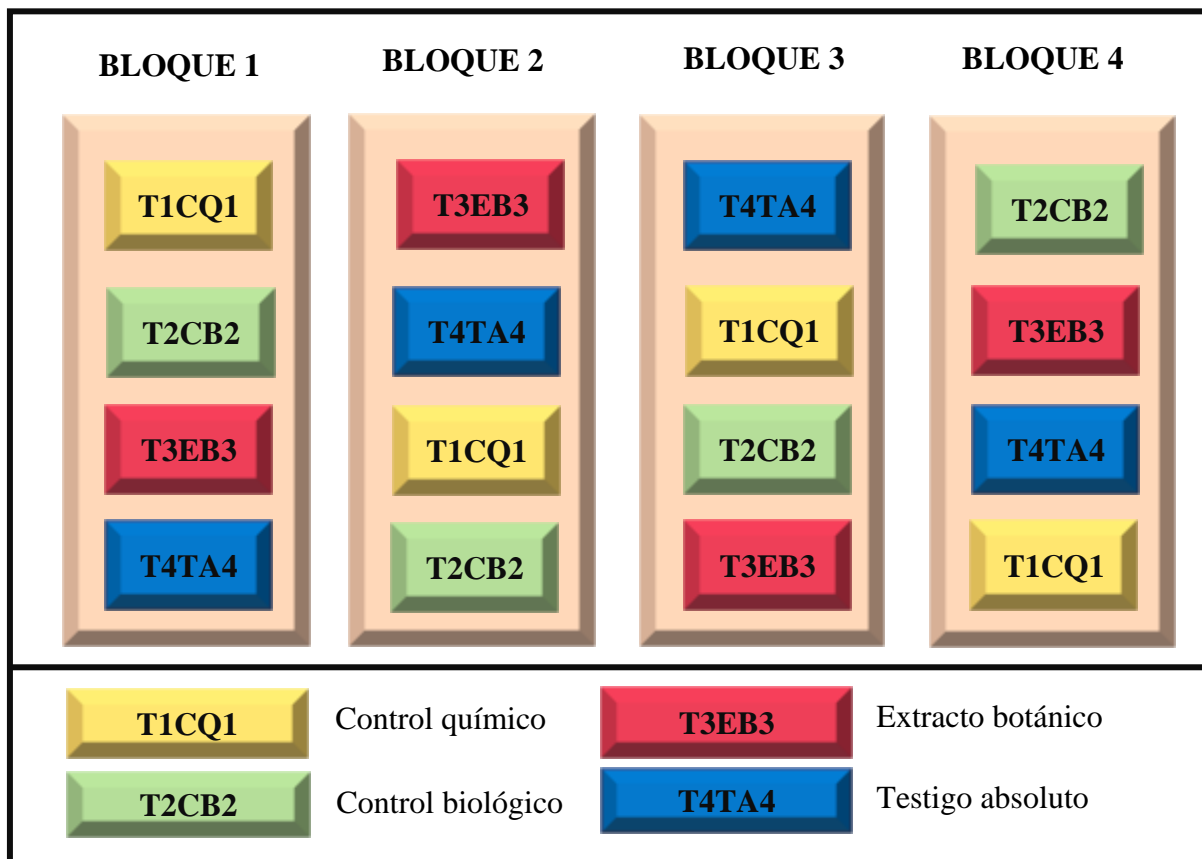 BLOQUE 1
BLOQUE 2
BLOQUE 3
BLOQUE 4
T1CQ1
T3EB3
T4TA4
T2CB2
T2CB2
T4TA4
T1CQ1
T3EB3
T3EB3
T1CQ1
T2CB2
T4TA4
T4TA4
T2CB2
T3EB3
T1CQ1
T1CQ1
Control químico
T3EB3
Extracto botánico
T2CB2
Control biológico
T4TA4
Testigo absoluto